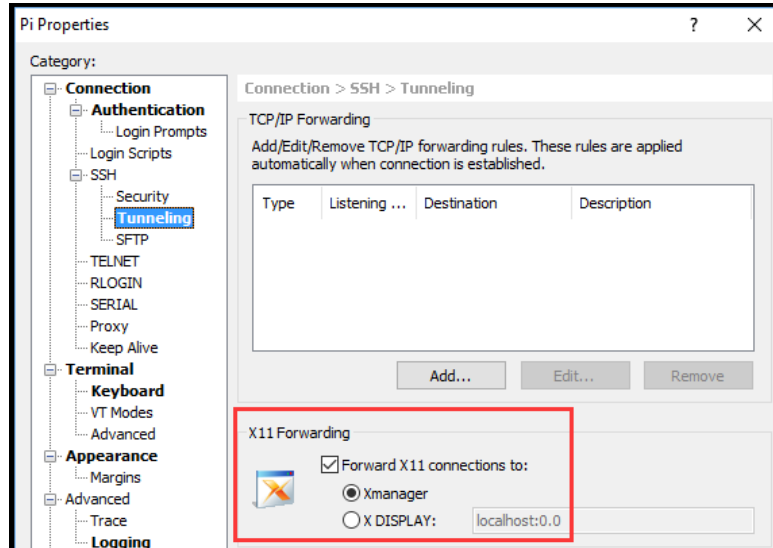 Pi Properties
?
Category:
Connection
Authentication
Login Prompts
Login Scripts
SSH
Security
Tunneling
SFTP
TELNET
RLOGIN
SERIAL
Proxy
Keep Alive
Terminal
Keyboard
VT Modes
Advanced
Appearance
Margins
Advanced
Trace
Logging
Connection > SSH > Tunneling
TCP/IP Forwarding
Add/Edit/Remove TCP/IP forwarding rules. These rules are applied
automatically when connection is established.
Type Listening ... Destination Description
Add... Edit... Remove
X11 Forwarding
Forward X11 connections to:
Xmanager
X DISPLAY: localhost:0.0